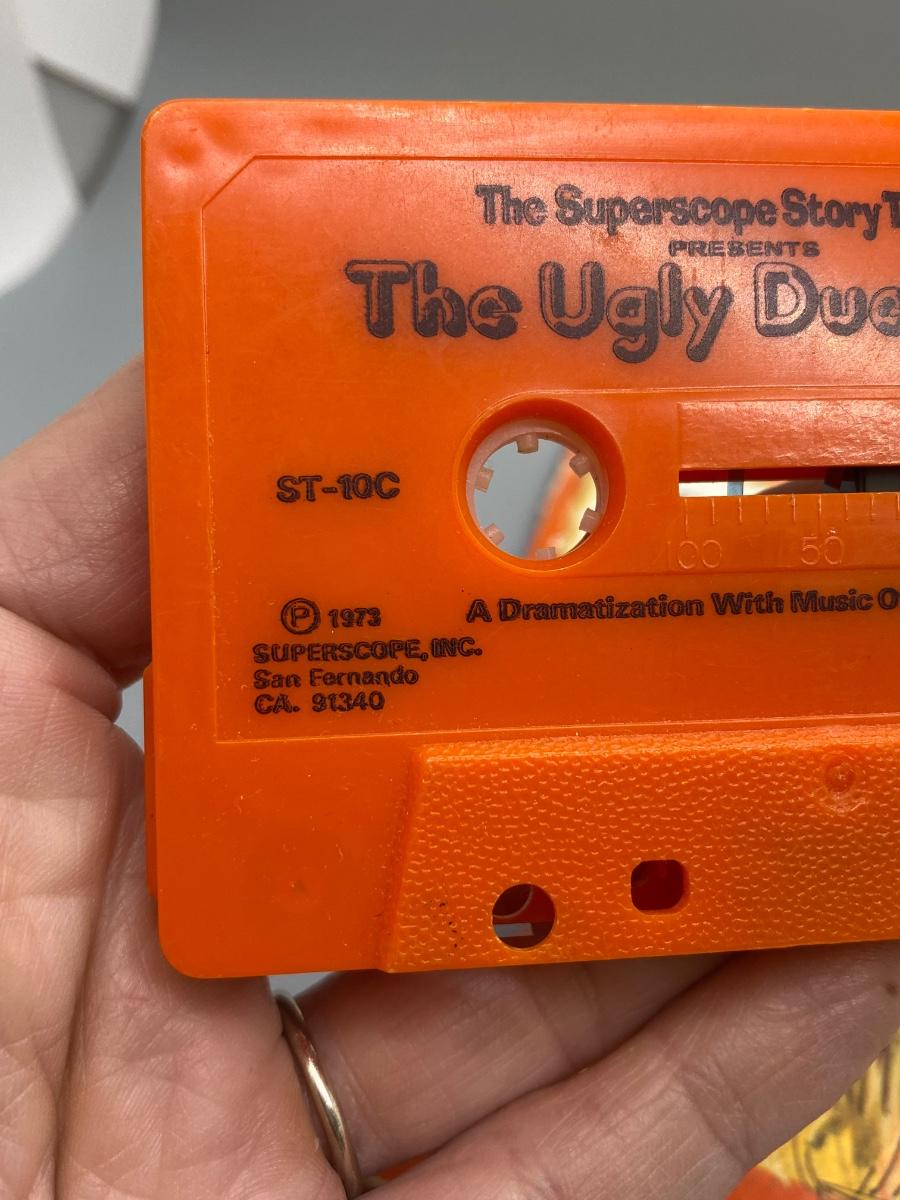 The Superscope Story T
PRESENTS
The Ugly Duc
ST-10C
100 50
A Dramatization With Music O
Ⓟ 1973
SUPERSCOPE, INC.
San Fernando
CA. 91340